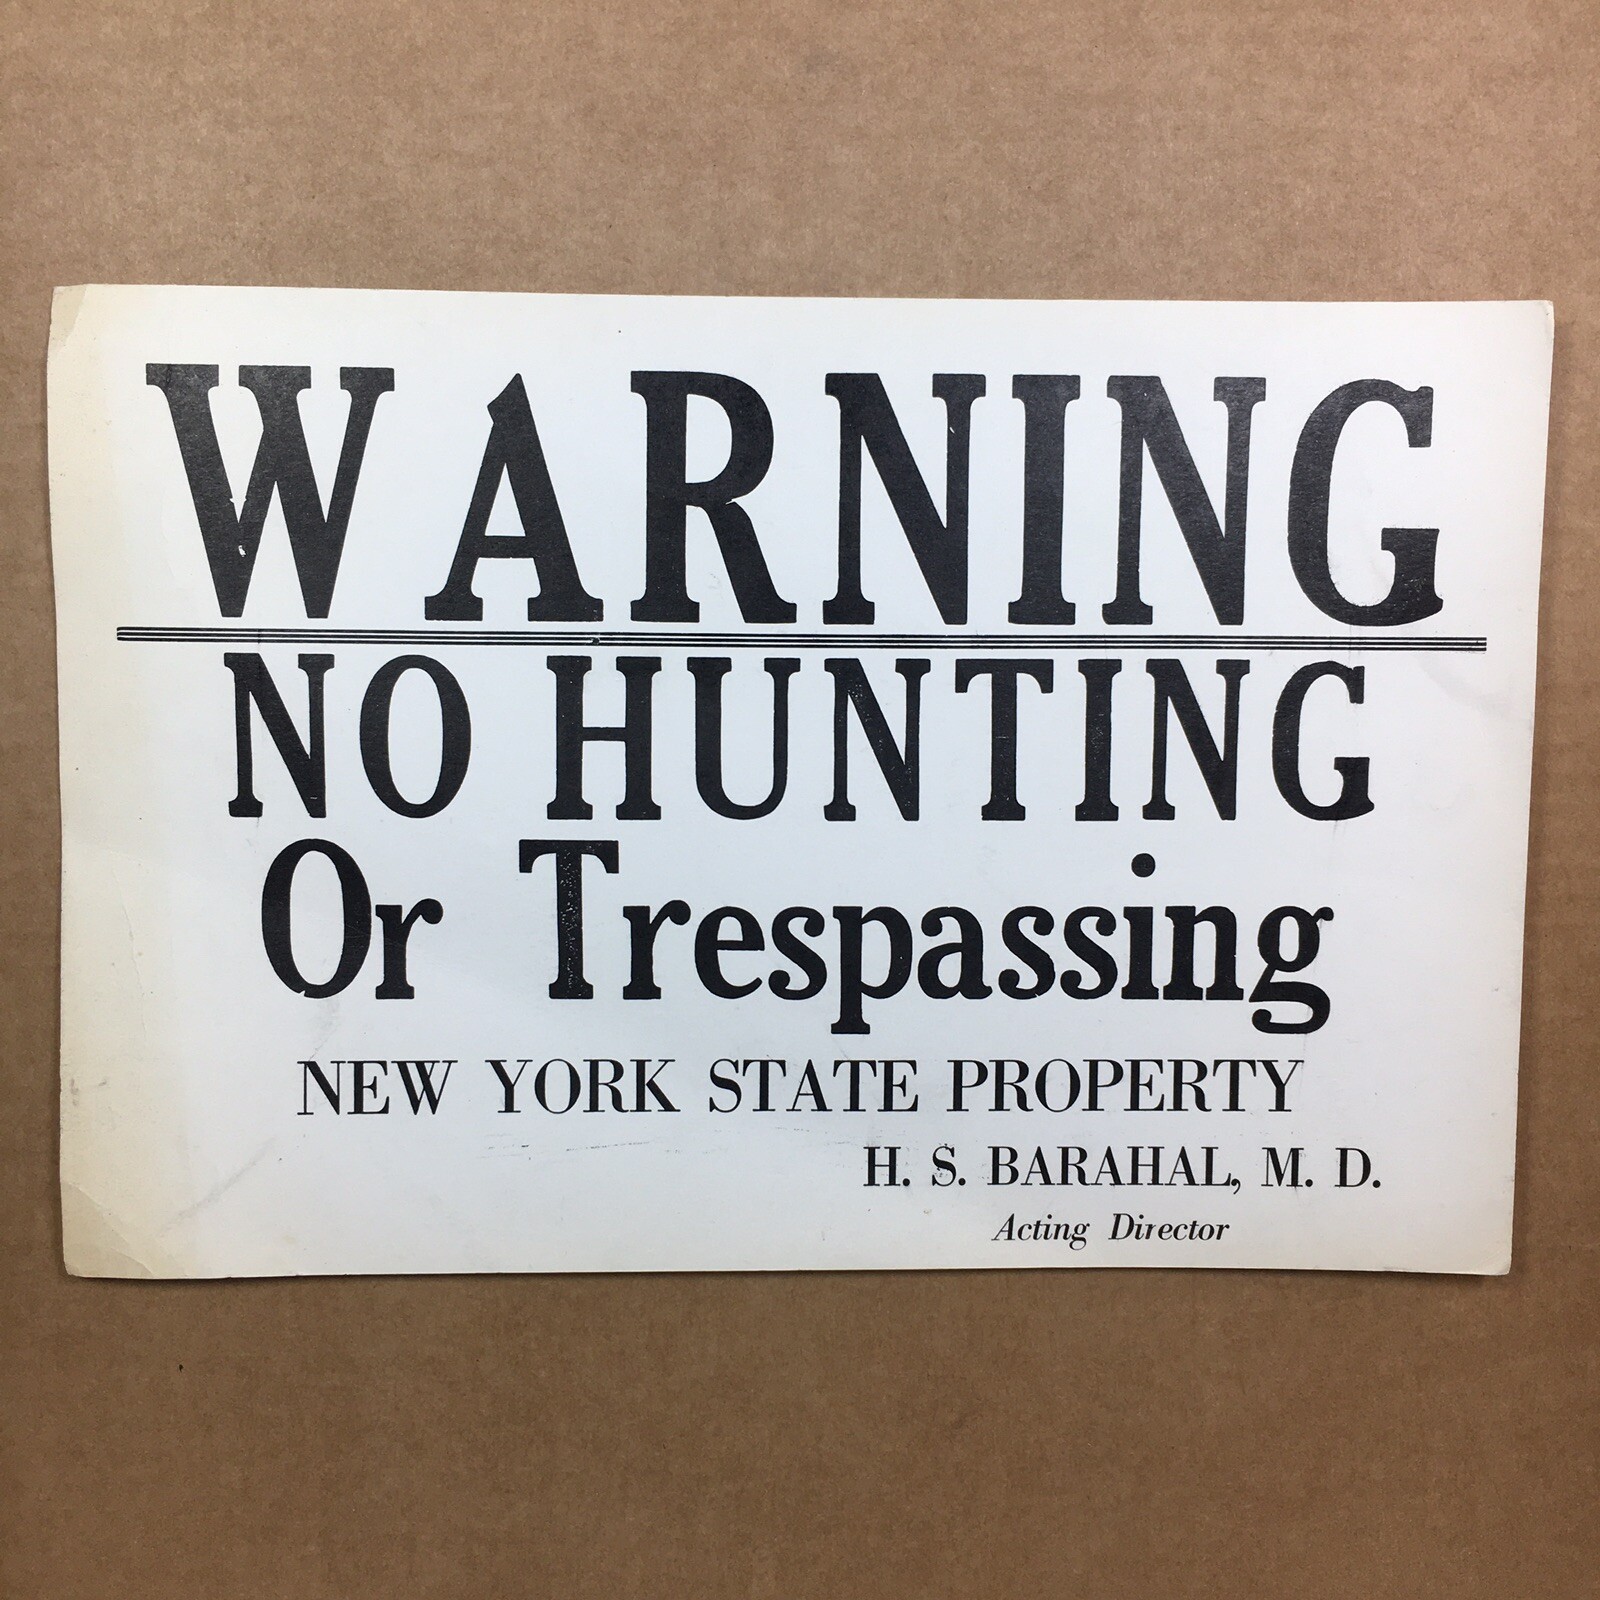 WARNING
NO HUNTING
Or Trespassing
NEW YORK STATE PROPERTY
H. S. BARAHAL, M. D.
Acting Director